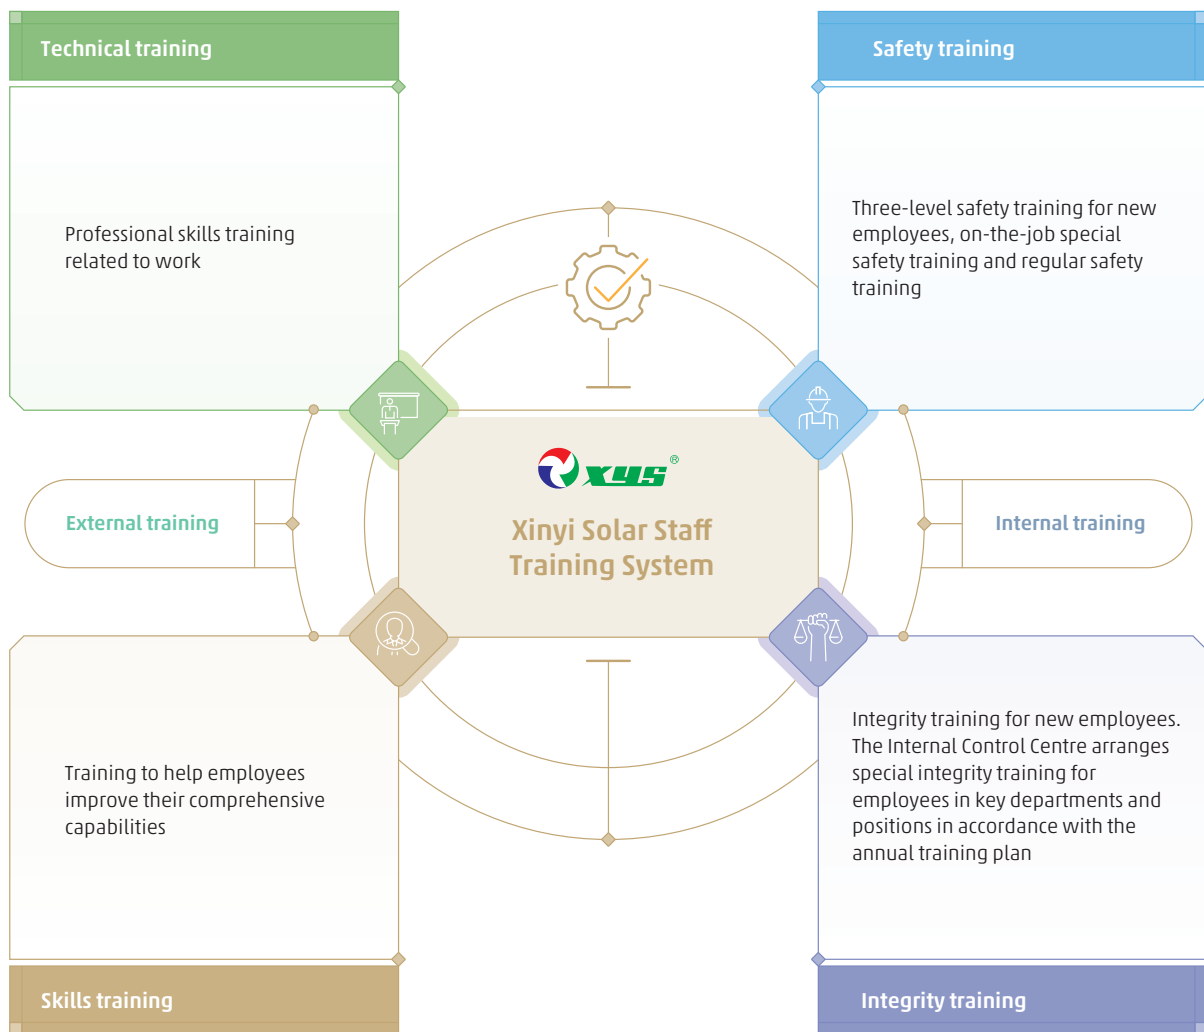 Technical training
Safety training
Professional skills training
related to work
Three-level safety training for new
employees, on-the-job special
safety training and regular safety
training
XYS®
Xinyi Solar Staff
Training System
External training
Internal training
Training to help employees
improve their comprehensive
capabilities
Integrity training for new employees.
The Internal Control Centre arranges
special integrity training for
employees in key departments and
positions in accordance with the
annual training plan
Skills training
Integrity training